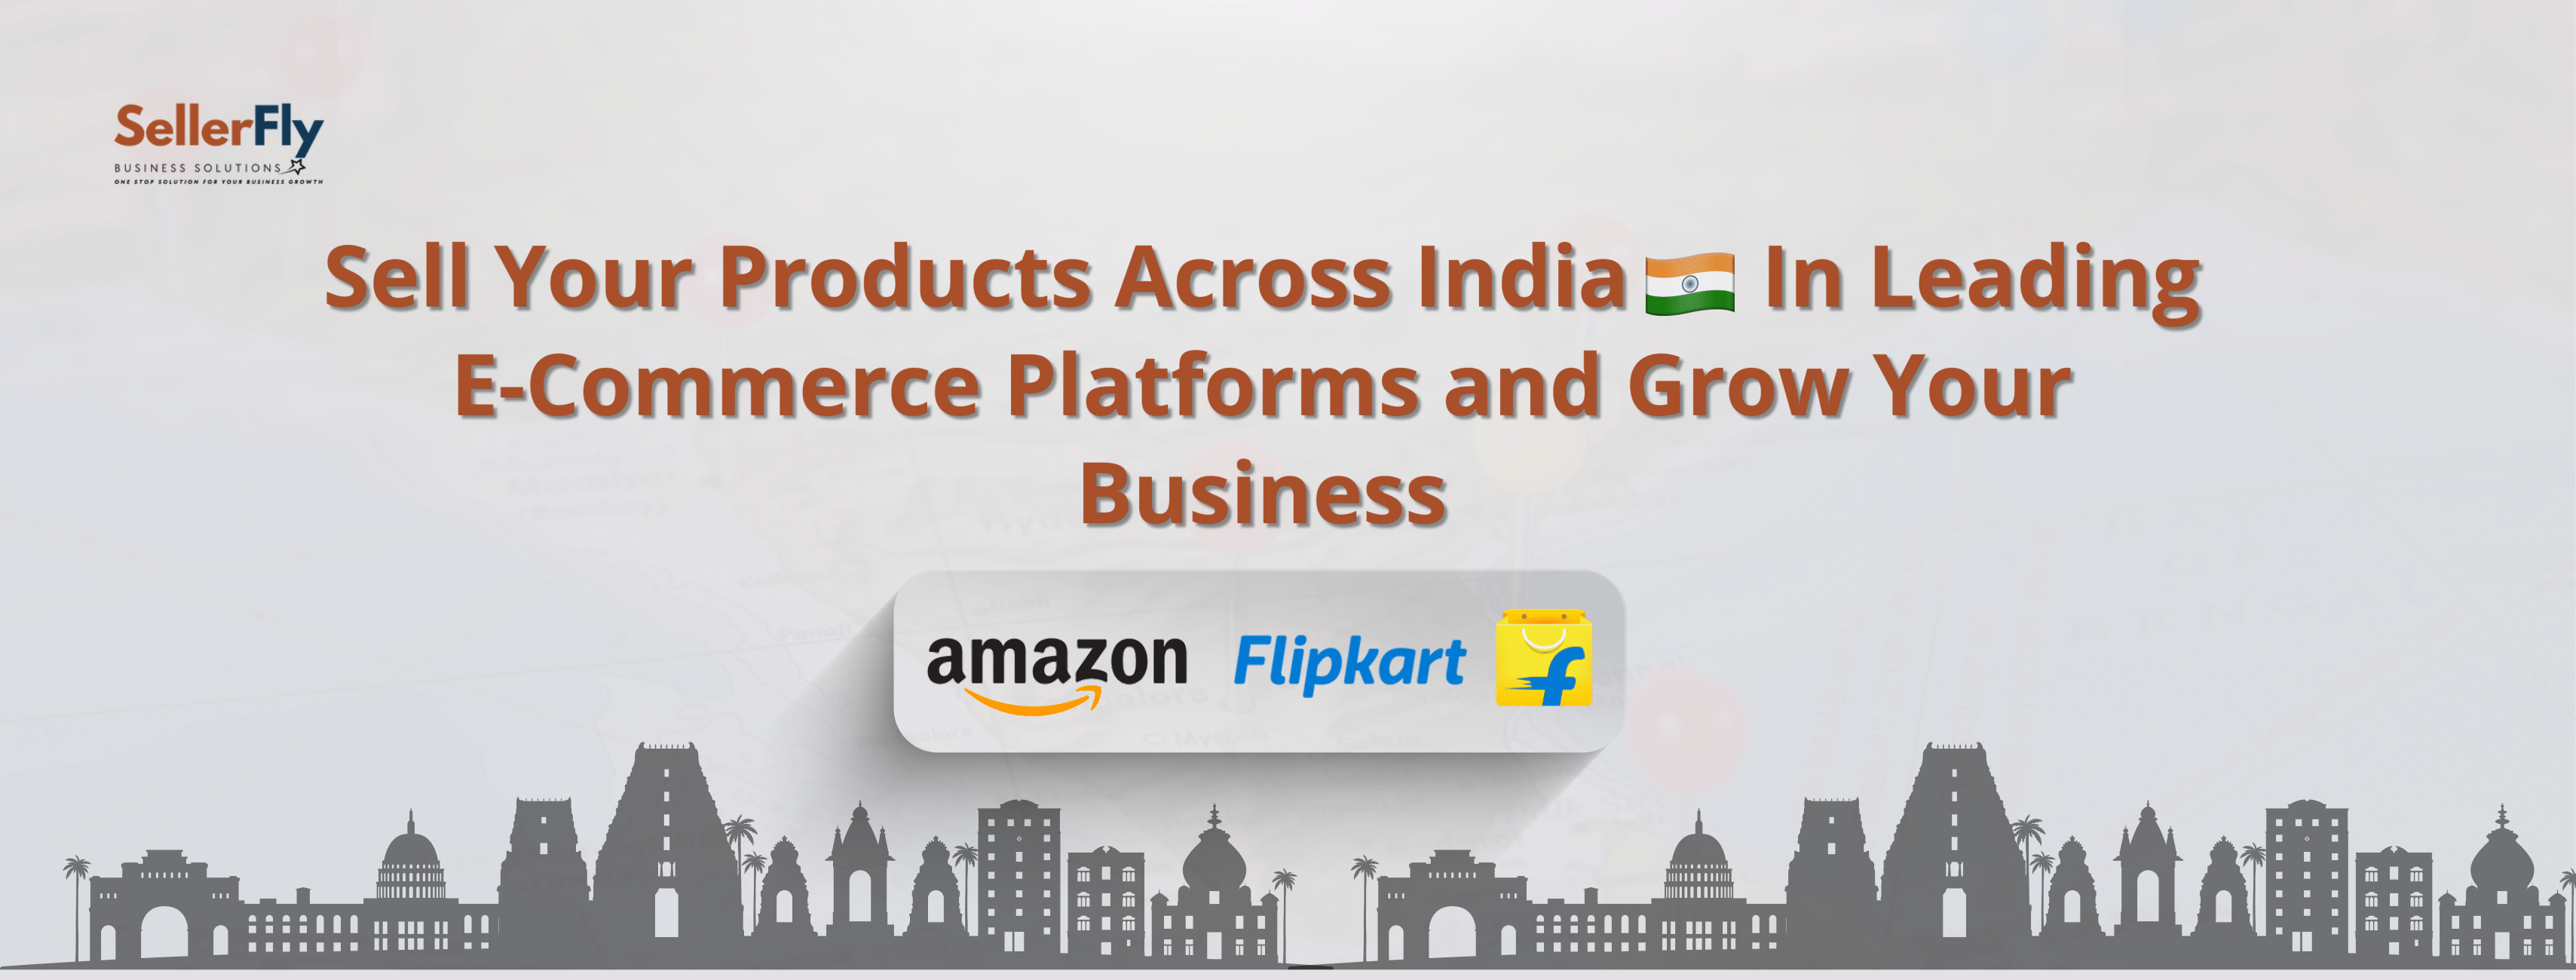 SellerFly
BUSINESS SOLUTIONS
ONE STOP SOLUTION FOR YOUR BUSINESS GROWTH
Sell Your Products Across India 🇮🇳 In Leading
E-Commerce Platforms and Grow Your
Business
amazon Flipkart f